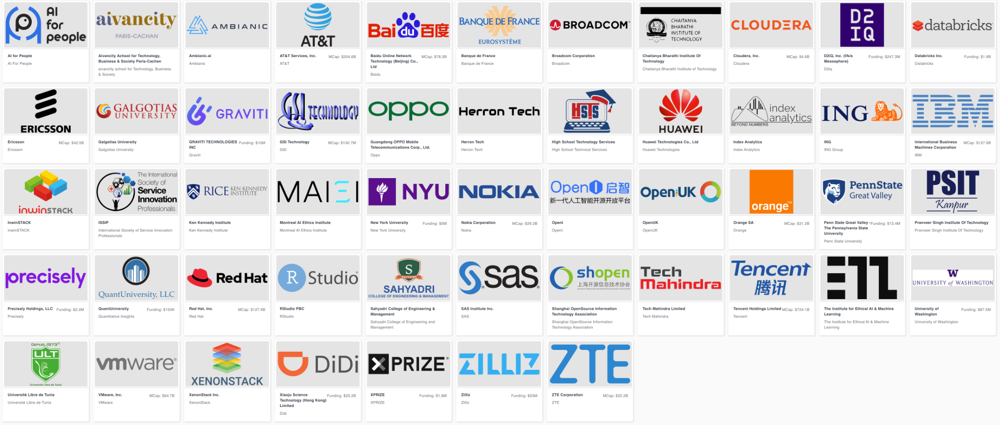 AI
for
people
AI for People
AI For People
aivancity
PARIS-CACHAN
Aivancity Achool for Technology,
Business & Society Paris-Cachan
aivancity school for Technology, Business
& Society
AMBIANIC
Ambianic.ai
Ambianic
AT&T
AT&T Services, Inc.
MCap: $204.6B
AT&T
Bai du 百度
Baidu Online Network
Technology (Beijing) Co.,
Ltd
MCap: $78.3B
Baidu
BANQUE DE FRANCE
EUROSYSTÈME
Banque de France
Banque de France
BROADCOM®
Broadcom Corporation
Broadcom
CHAITANYA
BHARATHI
INSTITUTE OF
TECHNOLOGY
Chaitanya Bharathi Institute Of
Technology
Chaitanya Bharathi Institute of Technology
CLOUDERA
Cloudera, Inc.
MCap: $4.6B
Cloudera
D2
IQ
D2iQ, Inc. (f/k/a
Mesosphere)
Funding: $247.3M
D2iq
databricks
Databricks Inc.
Funding: $1.9B
Databricks
ERICSSON
Ericsson
MCap: $42.5B
Ericsson
GALGOTIAS
UNIVERSITY
Galgotias University
Galgotias University
GRAVITI
GRAVITI TECHNOLOGIES
INC
Funding: $10M
Graviti
GSI TECHNOLOGY
GSI Technology
MCap: $130.7M
GSI
oppo
Guangdong OPPO Mobile
Telecommunications Corp., Ltd.
Oppo
Herron Tech
Herron Tech
Herron Tech
HSTS
High School Technology Services
High School Technical Services
HUAWEI
Huawei Technologies Co., Ltd
Huawei Technologies
index
analytics
BEYOND NUMBERS
Index Analytics
Index Analytics
ING
ING
ING Group
IBM
International Business
Machines Corporation
MCap: $127.9B
IBM
inwinSTACK
InwinSTACK
inwinSTACK
The International
Society of
Service
Innovation
Professionals
ISSIP
International Society of Service Innovation
Professionals
RICE KEN KENNEDY
INSTITUTE
Ken Kennedy Institute
Ken Kennedy Institute
MAIEI
Montreal AI Ethics Institute
Montreal AI Ethics Institute
NYU
New York University
Funding: $5M
New York University
NOKIA
Nokia Corporation
MCap: $29.2B
Nokia
OpenI 启智
新一代人工智能开源开放平台
OpenI
OpenI
Open:UK
OpenUK
OpenUK
orange™
Orange SA
MCap: $31.2B
Orange
PennState
Great Valley
Penn State Great Valley -
The Pennsylvania State
University
Funding: $13.4M
Penn State University
PSIT
Kanpur
Pranveer Singh Institute Of Technology
Pranveer Singh Institute Of Technology
precisely
Precisely Holdings, LLC
Funding: $2.2M
Precisely
QuantUniversity, LLC
QuantUniversity
Funding: $150K
Quantitative Insights
Red Hat
Red Hat, Inc.
MCap: $127.9B
Red Hat
R Studio®
RStudio PBC
RStudio
S
SAHYADRI
SAHYADRI
COLLEGE OF ENGINEERING & MANAGEMENT
Sahyadri College of Engineering &
Management
Sahyadri College of Engineering and
Management
sas®
SAS Institute Inc.
SAS
shopen
上海开源信息技术协会
Shanghai OpenSource Information
Technology Association
Shanghai OpenSource Information
Technology Association
Tech
Mahindra
Tech Mahindra Limited
Tech Mahindra
Tencent
腾讯
Tencent Holdings Limited
MCap: $724.1B
Tencent
The Institute for Ethical AI & Machine
Learning
The Institute for Ethical AI & Machine
Learning
W
UNIVERSITY of WASHINGTON
University of
Washington
Funding: $87.5M
University of Washington
DEPUIS 1973®
ULT
Université Libre de Tunis
Université Libre de Tunis
Université Libre de Tunis
vmware®
VMware, Inc.
MCap: $64.7B
VMware
XENONSTACK
XenonStack Inc.
XenonStack
DiDi
Xiaoju Science
Technology (Hong Kong)
Limited
Funding: $23.2B
Didi
XPRIZE®
XPRIZE
Funding: $1.8M
XPRIZE
ZILLIZ
Zilliz
Funding: $53M
Zilliz
ZTE
ZTE Corporation
MCap: $22.2B
ZTE